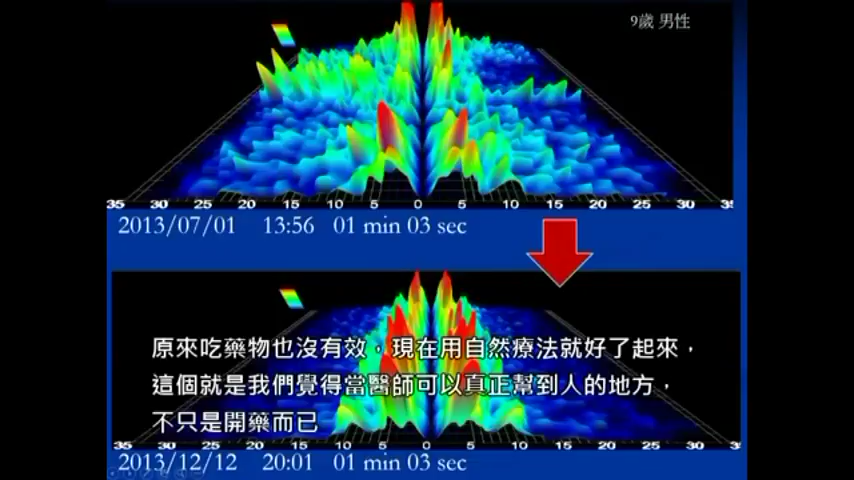 9歲 男性
35 30 25 20 15 10 5 0 5 10 15 20 25 30 35
2013/07/01 13:56 01 min 03 sec
原來吃藥物也沒有效，現在用自然療法就好了起來，
這個就是我們覺得當醫師可以真正幫到人的地方，
不只是開藥而已
35 30 25 20 15 10 5 0 5 10 15 20 25 30 35
2013/12/12 20:01 01 min 03 sec